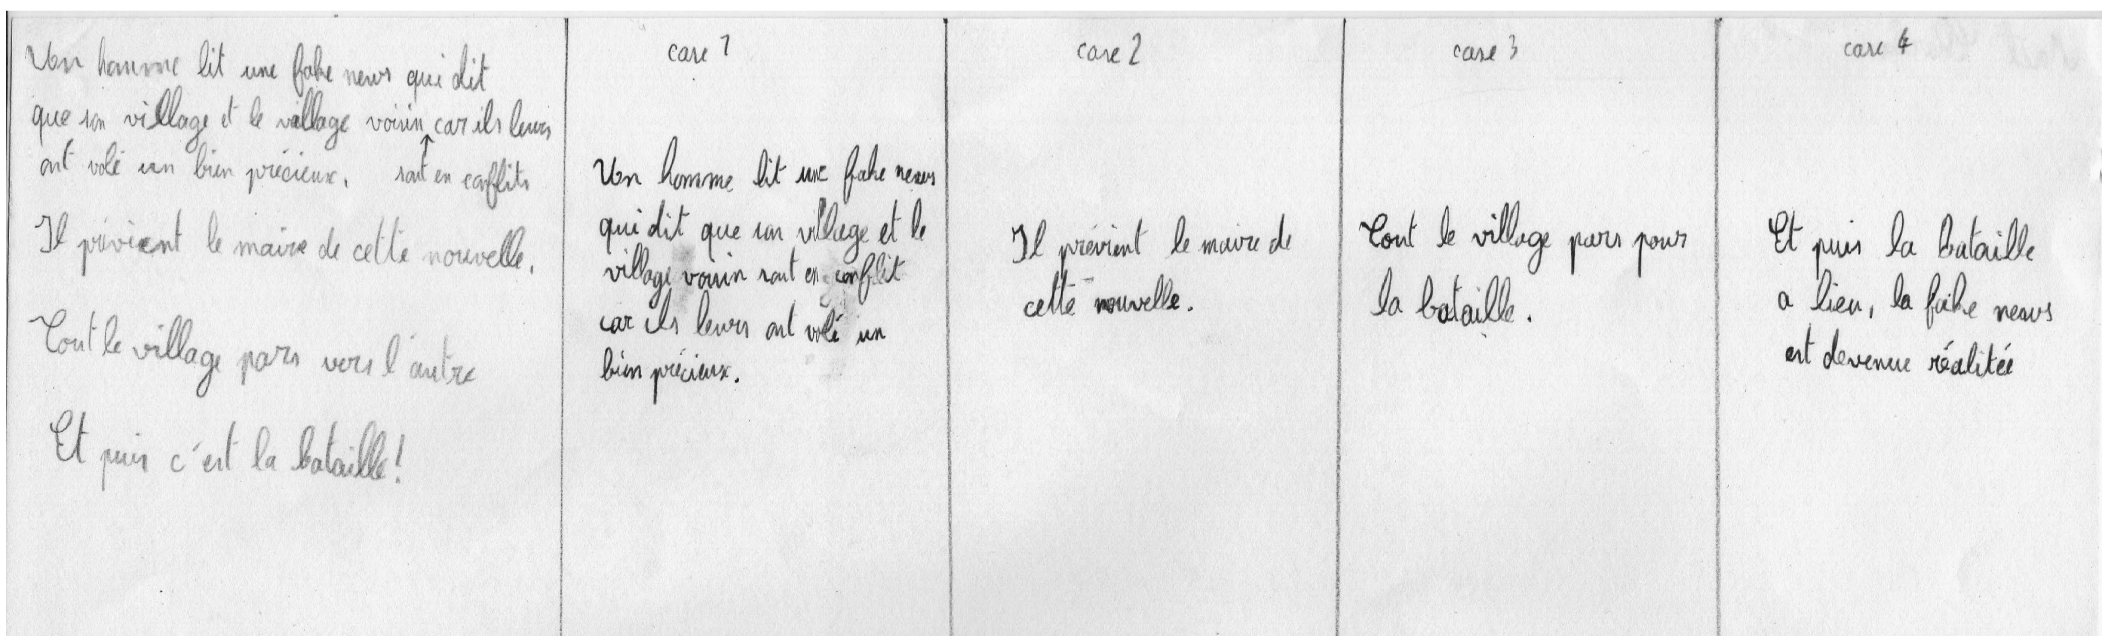 Un homme lit une fake news qui dit
que son village et le village voisin car ils leurs
ont volé un bien précieux. sont en conflits
Il prévient le maire de cette nouvelle.
Tout le village pars vers l'autre
Et puis c'est la bataille!
case 1
Un homme lit une fake news
qui dit que son village et le
village voisin sont en conflit
car ils leurs ont volé un
bien précieux.
case 2
Il prévient le maire de
cette nouvelle.
case 3
Tout le village pars pour
la bataille.
case 4
Et puis la bataille
a lieu, la fake news
est devenue réalitée